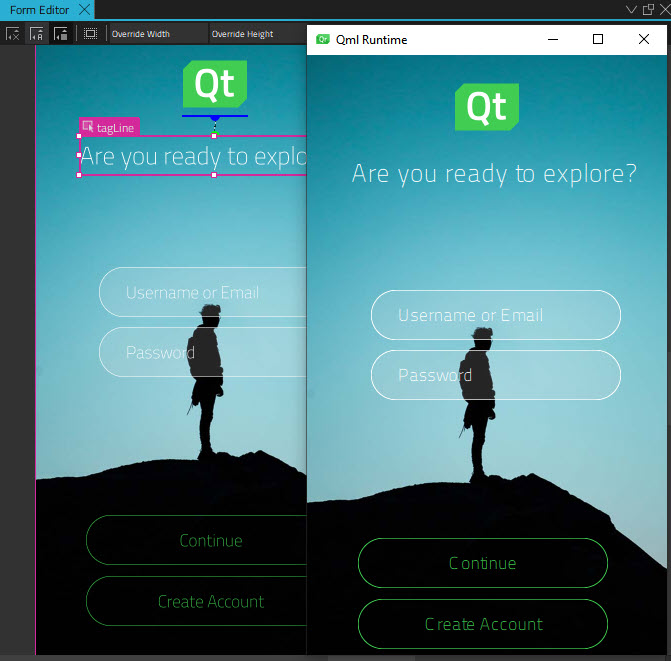 Form Editor
Override Width
Override Height
Qt
tagLine
Are you ready to explo
Username or Email
Password
Continue
Create Account
Qml Runtime
Qt
Are you ready to explore?
Username or Email
Password
Continue
Create Account